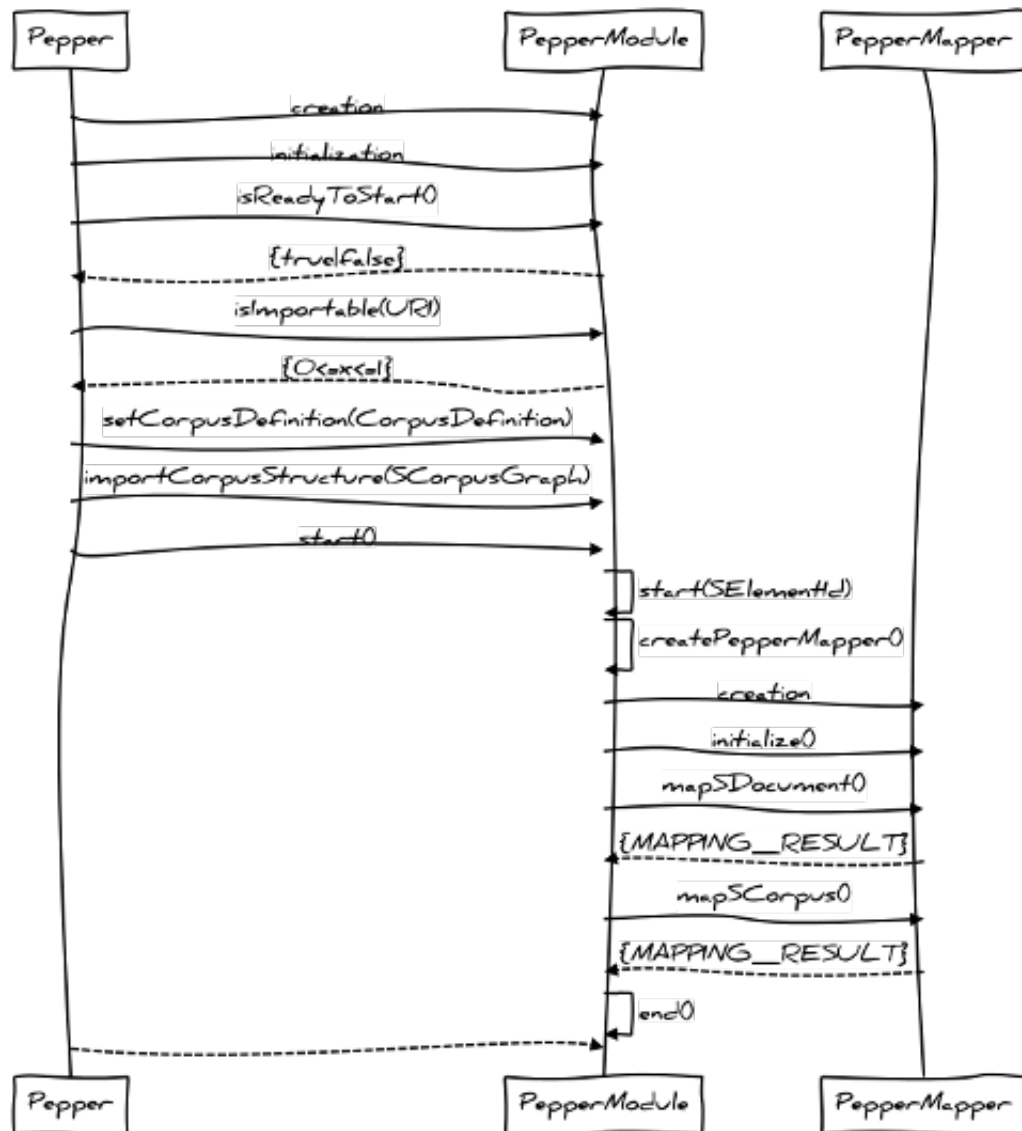 Pepper
PepperModule
PepperMapper
creation
initialization
isReadyToStart()
{true|false}
isImportable(URI)
{0<=x<=1}
setCorpusDefinition(CorpusDefinition)
importCorpusStructure(SCorpusGraph)
start()
start(SElementId)
createPepperMapper()
creation
initialize()
mapSDocument()
{MAPPING_RESULT}
mapSCorpus()
{MAPPING_RESULT}
end()
Pepper
PepperModule
PepperMapper